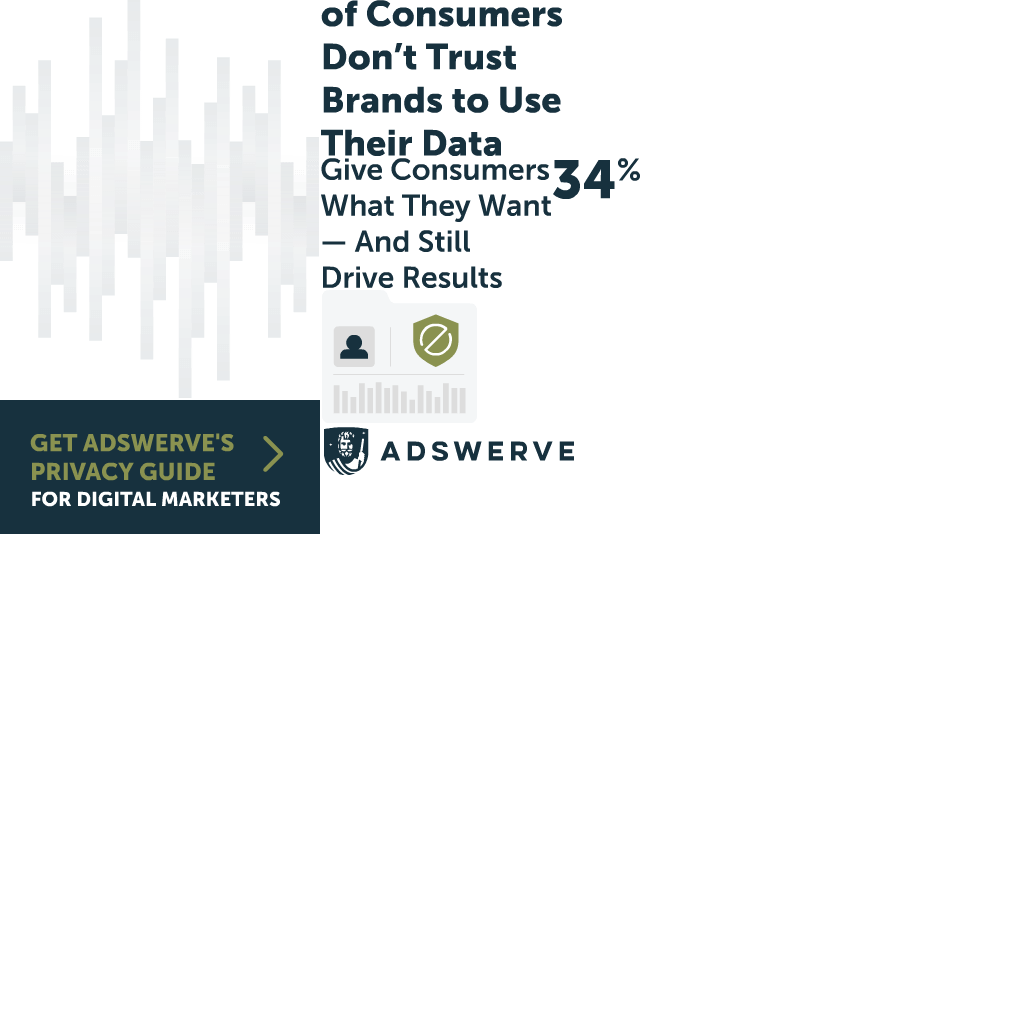 of Consumers
Don’t Trust
Brands to Use
Their Data
Give Consumers
What They Want
— And Still
Drive Results
34%
ADSWERVE
GET ADSWERVE'S
PRIVACY GUIDE
FOR DIGITAL MARKETERS